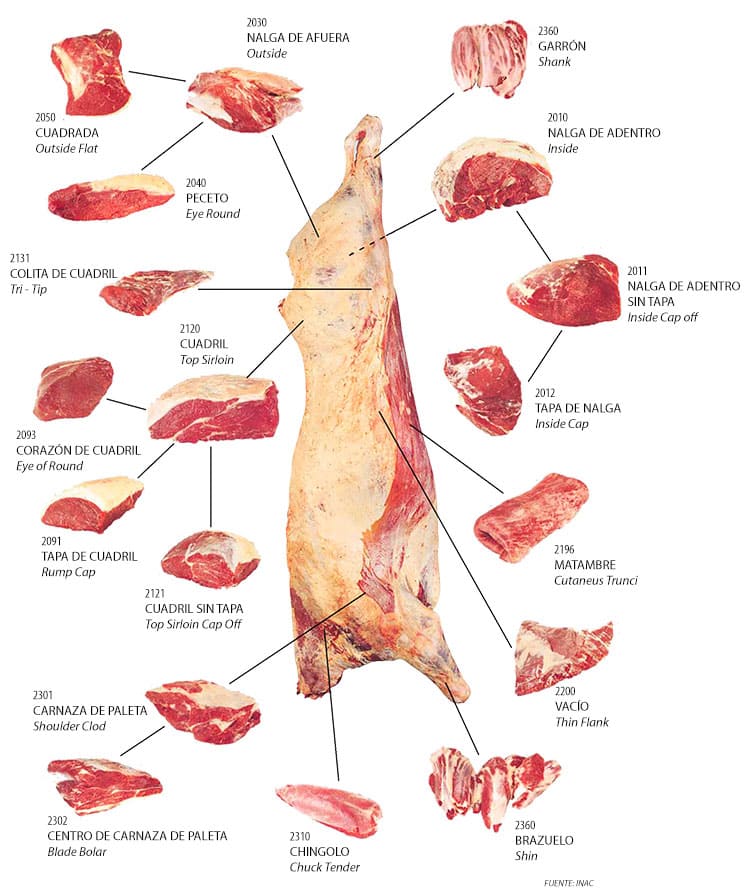 2030
NALGA DE AFUERA
Outside
2360
GARRÓN
Shank
2050
CUADRADA
Outside Flat
2010
NALGA DE ADENTRO
Inside
2040
PECETO
Eye Round
2131
COLITA DE CUADRIL
Tri - Tip
2011
NALGA DE ADENTRO
SIN TAPA
Inside Cap off
2120
CUADRIL
Top Sirloin
2012
TAPA DE NALGA
Inside Cap
2093
CORAZÓN DE CUADRIL
Eye of Round
2091
TAPA DE CUADRIL
Rump Cap
2196
MATAMBRE
Cutaneus Trunci
2121
CUADRIL SIN TAPA
Top Sirloin Cap Off
2301
CARNAZA DE PALETA
Shoulder Clod
2200
VACÍO
Thin Flank
2302
CENTRO DE CARNAZA DE PALETA
Blade Bolar
2310
CHINGOLO
Chuck Tender
2360
BRAZUELO
Shin
FUENTE: INAC